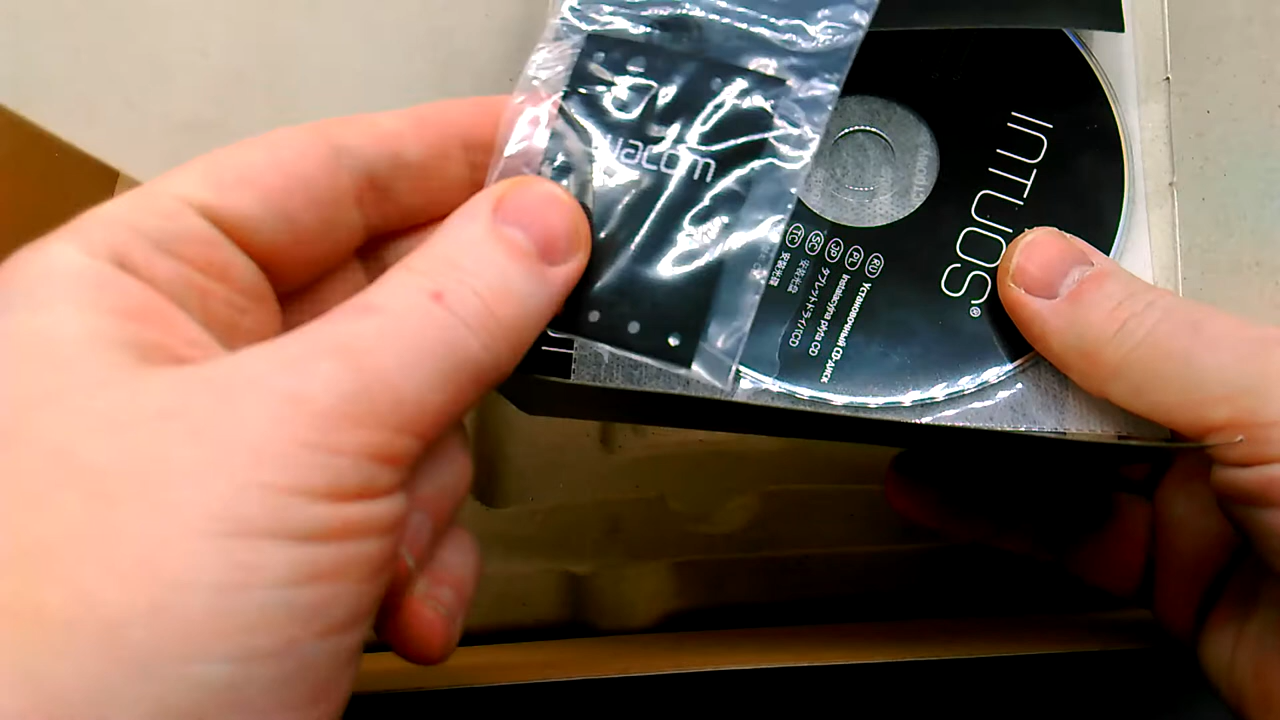 wacom
INTUOS®
RU Установочный CD-диск
PL Instalacyjna płyta CD
JP タブレットドライバCD
SC 安装光盘
TC 安裝光碟